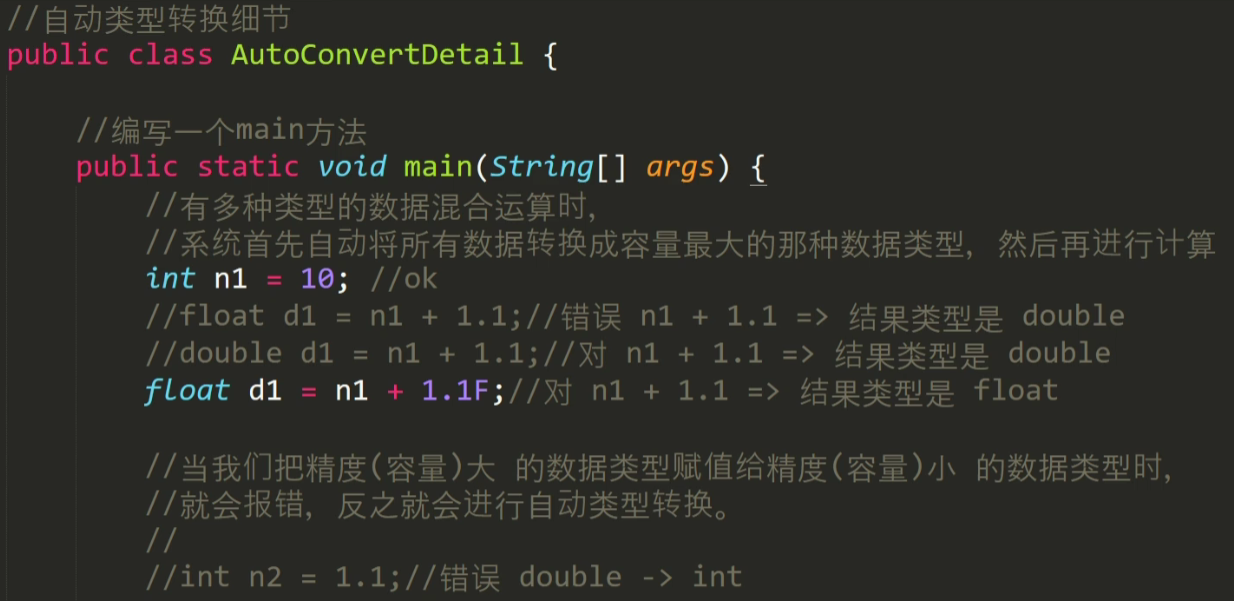 //自动类型转换细节
public class AutoConvertDetail {
//编写一个main方法
public static void main(String[] args) {
//有多种类型的数据混合运算时，
//系统首先自动将所有数据转换成容量最大的那种数据类型，然后再进行计算
int n1 = 10; //ok
//float d1 = n1 + 1.1;//错误 n1 + 1.1 => 结果类型是 double
//double d1 = n1 + 1.1;//对 n1 + 1.1 => 结果类型是 double
float d1 = n1 + 1.1F;//对 n1 + 1.1 => 结果类型是 float
//当我们把精度(容量)大 的数据类型赋值给精度(容量)小 的数据类型时，
//就会报错，反之就会进行自动类型转换。
//
//int n2 = 1.1;//错误 double -> int